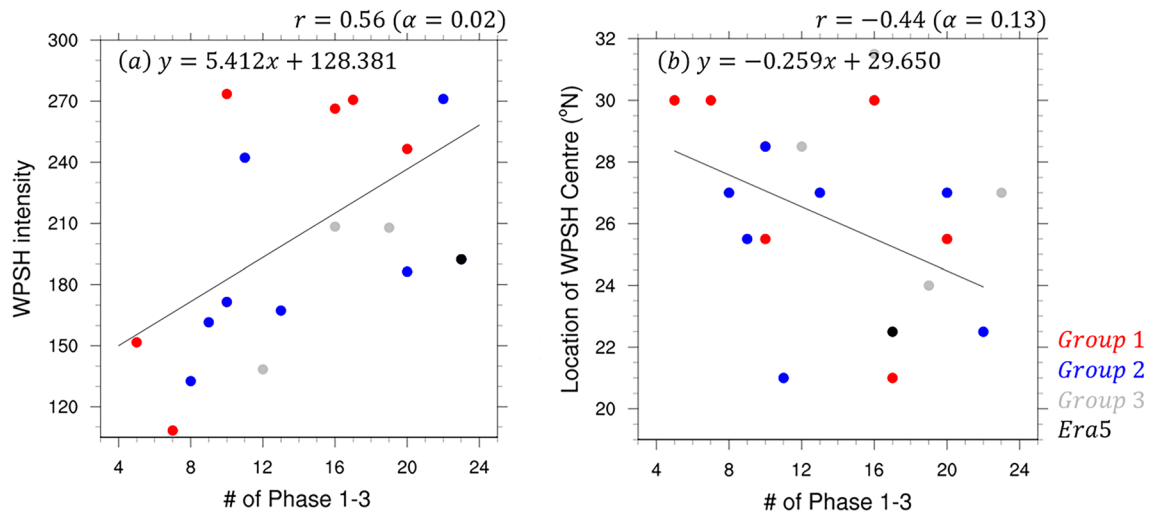 r = 0.56 (α = 0.02)
(a) y = 5.412x + 128.381
300
270
240
210
180
150
120
WPSH intensity
4 8 12 16 20 24
# of Phase 1-3
r = −0.44 (α = 0.13)
(b) y = −0.259x + 29.650
32
30
28
26
24
22
20
Location of WPSH Centre (°N)
4 8 12 16 20 24
# of Phase 1-3
Group 1
Group 2
Group 3
Era5